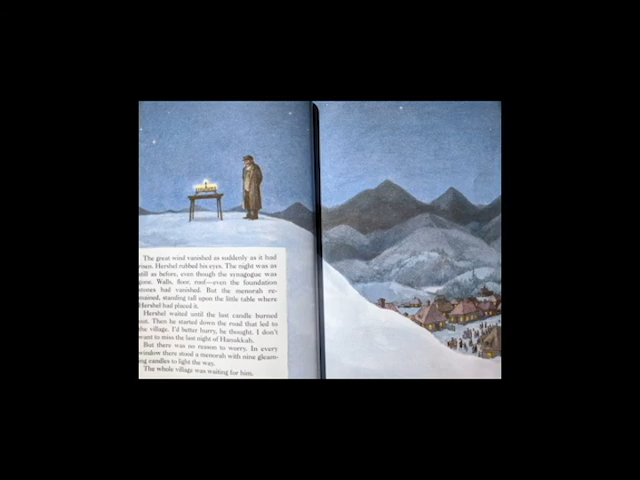 The great wind vanished as suddenly as it had
risen. Hershel rubbed his eyes. The night was as
still as before, even though the synagogue was
gone. Walls, floor, roof—even the foundation
stones had vanished. But the menorah re-
mained, standing tall upon the little table where
Hershel had placed it.
Hershel waited until the last candle burned
out. Then he started down the road that led to
the village. I'd better hurry, he thought. I don't
want to miss the last night of Hanukkah.
But there was no reason to worry. In every
window there stood a menorah with nine gleam-
ing candles to light the way.
The whole village was waiting for him.